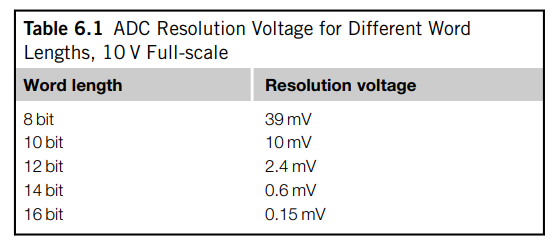 Table 6.1 ADC Resolution Voltage for Different Word
Lengths, 10 V Full-scale
Word length Resolution voltage
8 bit 39 mV
10 bit 10 mV
12 bit 2.4 mV
14 bit 0.6 mV
16 bit 0.15 mV